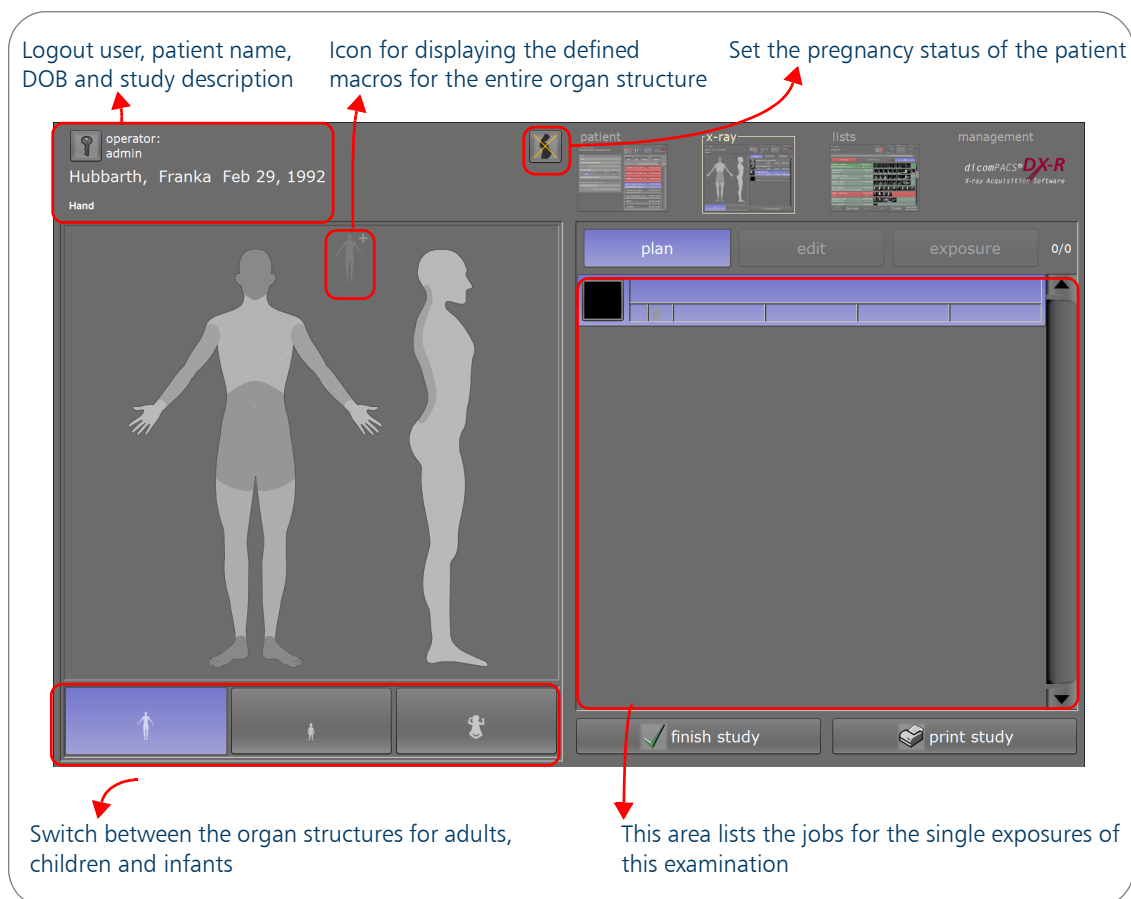 Logout user, patient name,
DOB and study description
Icon for displaying the defined
macros for the entire organ structure
Set the pregnancy status of the patient
operator:
admin
Hubbarth, Franka Feb 29, 1992
Hand
patient
x-ray
lists
management
dicomPACS® DX-R
X-ray Acquisition Software
plan
edit
exposure
0/0
finish study
print study
Switch between the organ structures for adults,
children and infants
This area lists the jobs for the single exposures of
this examination